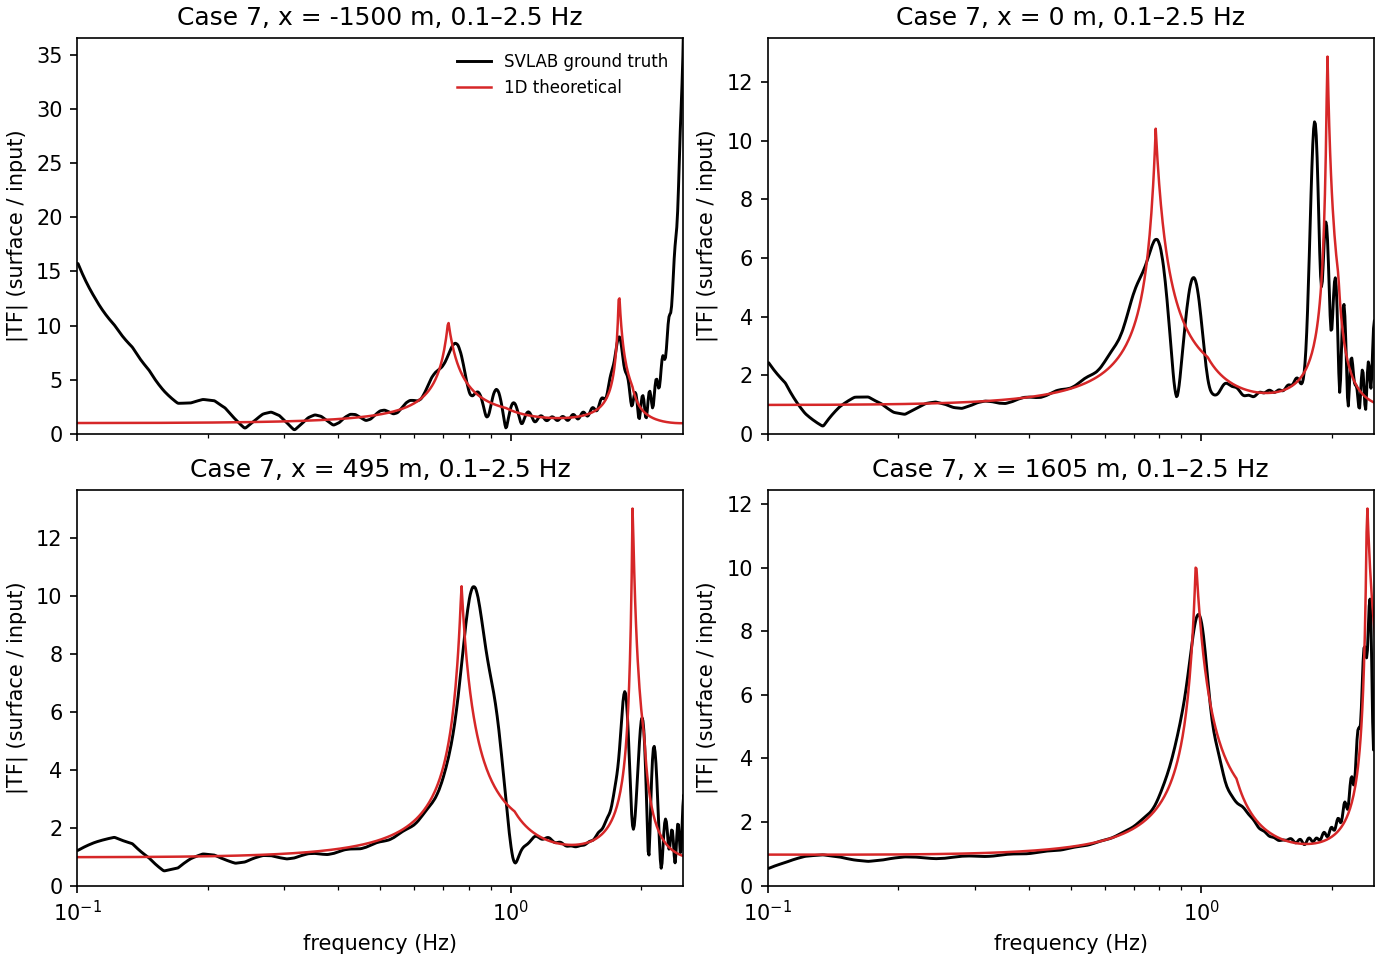 Case 7, x = -1500 m, 0.1–2.5 Hz
|TF| (surface / input)
35
30
25
20
15
10
5
0
SVLAB ground truth
1D theoretical
Case 7, x = 0 m, 0.1–2.5 Hz
|TF| (surface / input)
12
10
8
6
4
2
0
Case 7, x = 495 m, 0.1–2.5 Hz
|TF| (surface / input)
12
10
8
6
4
2
0
10⁻¹
10⁰
frequency (Hz)
Case 7, x = 1605 m, 0.1–2.5 Hz
|TF| (surface / input)
12
10
8
6
4
2
0
10⁻¹
10⁰
frequency (Hz)